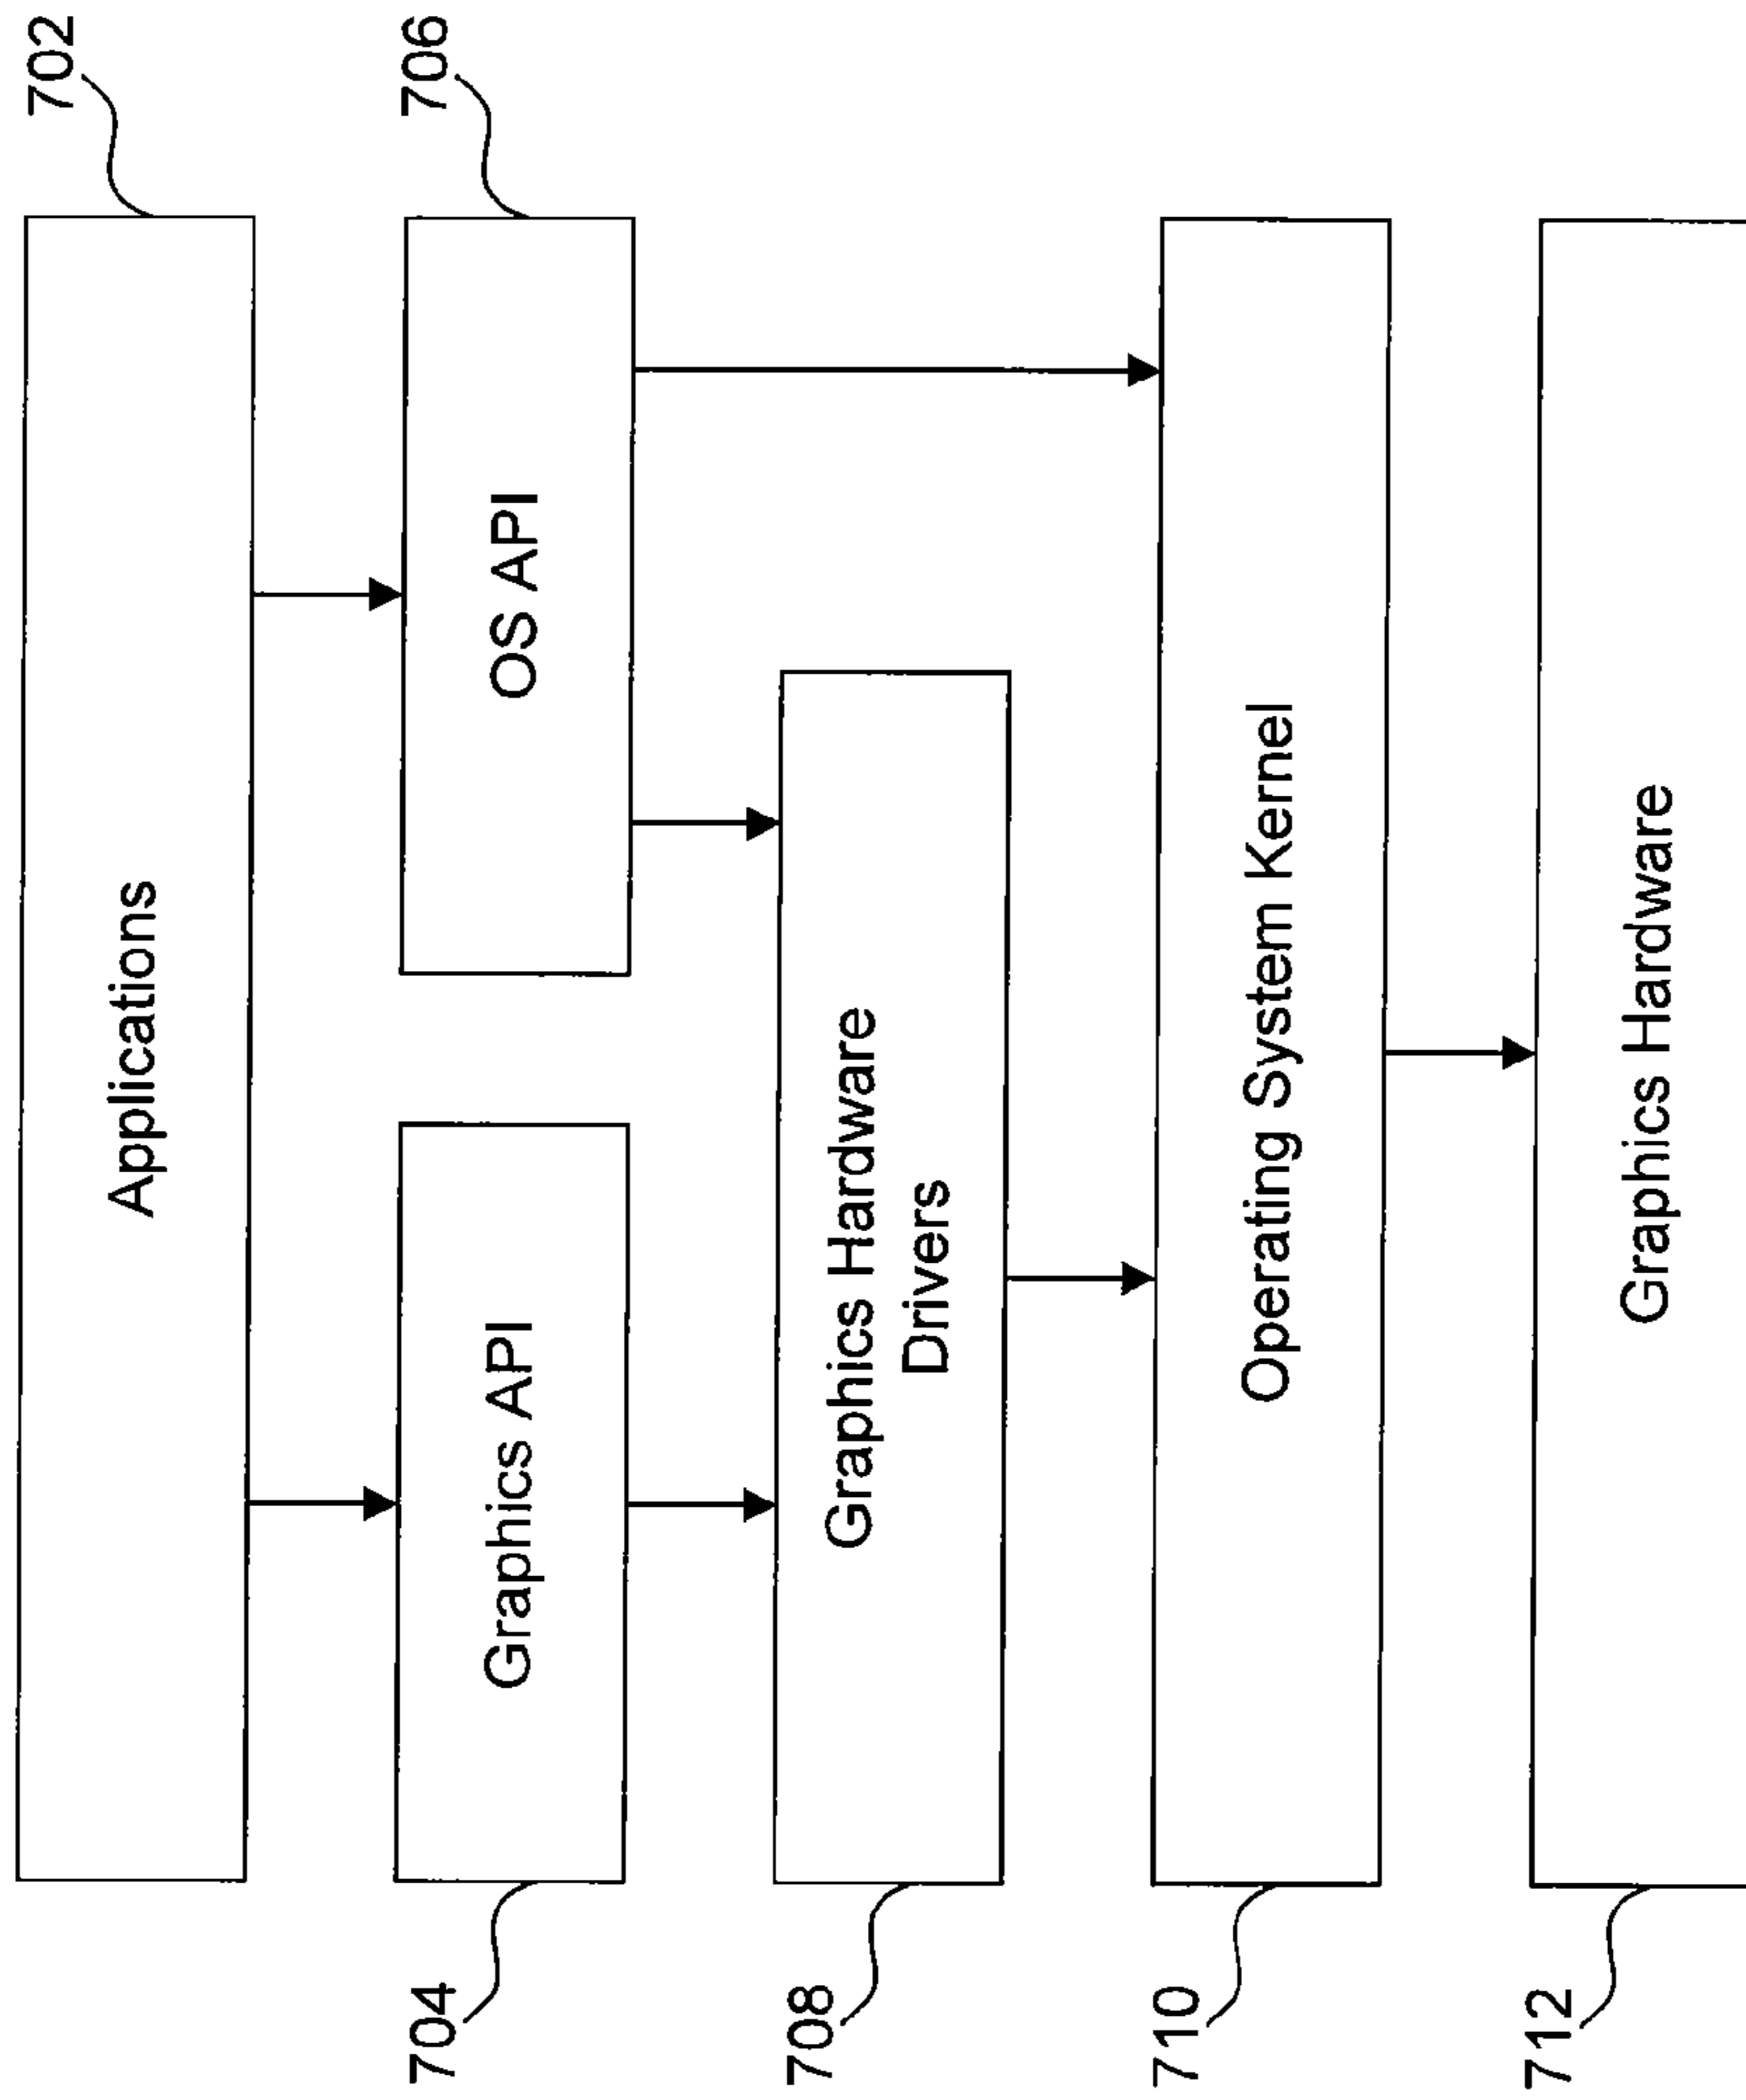 702
Applications
704
Graphics API
OS API
706
708
Graphics Hardware
Drivers
710
Operating System Kernel
712
Graphics Hardware